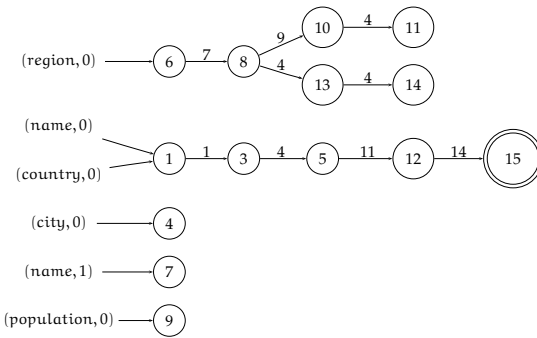 9 10 4 11
(region, 0) 6 7 8
4 13 4 14
(name, 0)
1 1 3 4 5 11 12 14 15
(country, 0)
(city, 0) 4
(name, 1) 7
(population, 0) 9